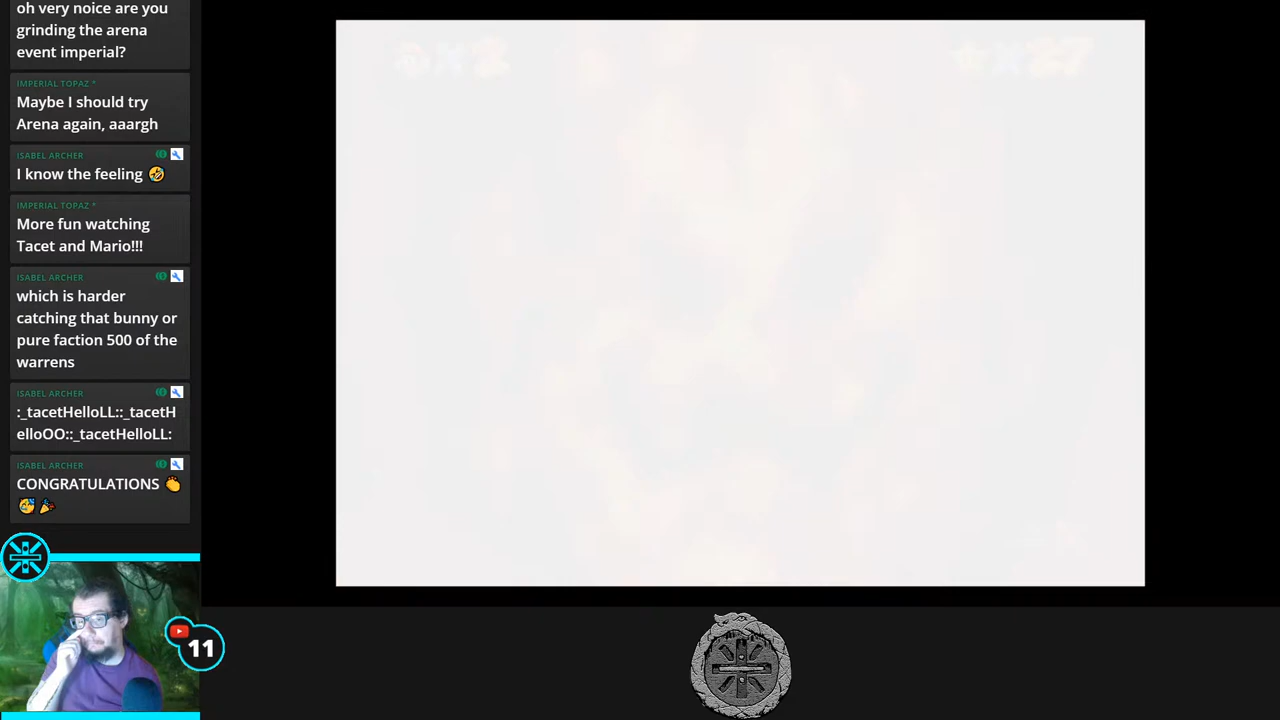 oh very noice are you
grinding the arena
event imperial?
IMPERIAL TOPAZ *
Maybe I should try
Arena again, aaargh
ISABEL ARCHER
I know the feeling 🤣
IMPERIAL TOPAZ *
More fun watching
Tacet and Mario!!!
ISABEL ARCHER
which is harder
catching that bunny or
pure faction 500 of the
warrens
ISABEL ARCHER
:_tacetHelloLL::_tacetH
elloOO::_tacetHelloLL:
ISABEL ARCHER
CONGRATULATIONS 👏
🥳 🎉
11